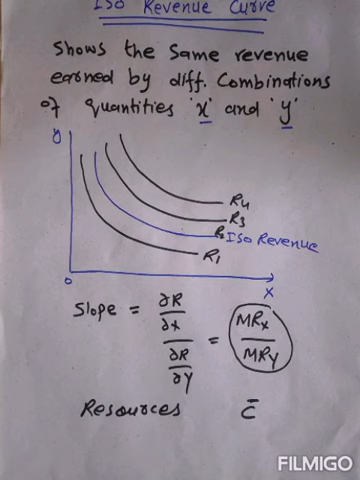 Iso Revenue Curve
Shows the Same revenue
earned by diff. Combinations
of quantities 'x' and 'y'
y
R4
R3
R2 Iso Revenue
R1
0
X
Slope = ∂R/∂x / ∂R/∂y = MRx/MRy
Resources C̄
FILMIGO